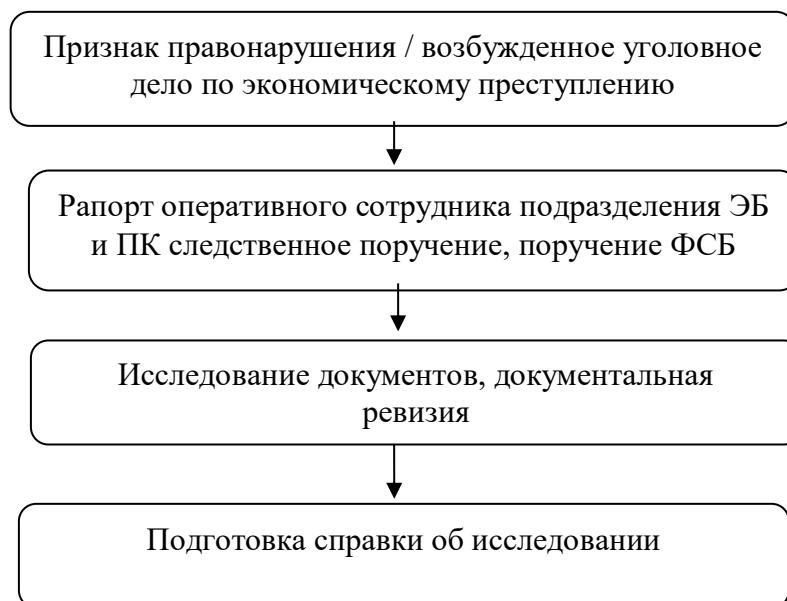 Признак правонарушения / возбужденное уголовное
дело по экономическому преступлению
Рапорт оперативного сотрудника подразделения ЭБ
и ПК следственное поручение, поручение ФСБ
Исследование документов, документальная
ревизия
Подготовка справки об исследовании